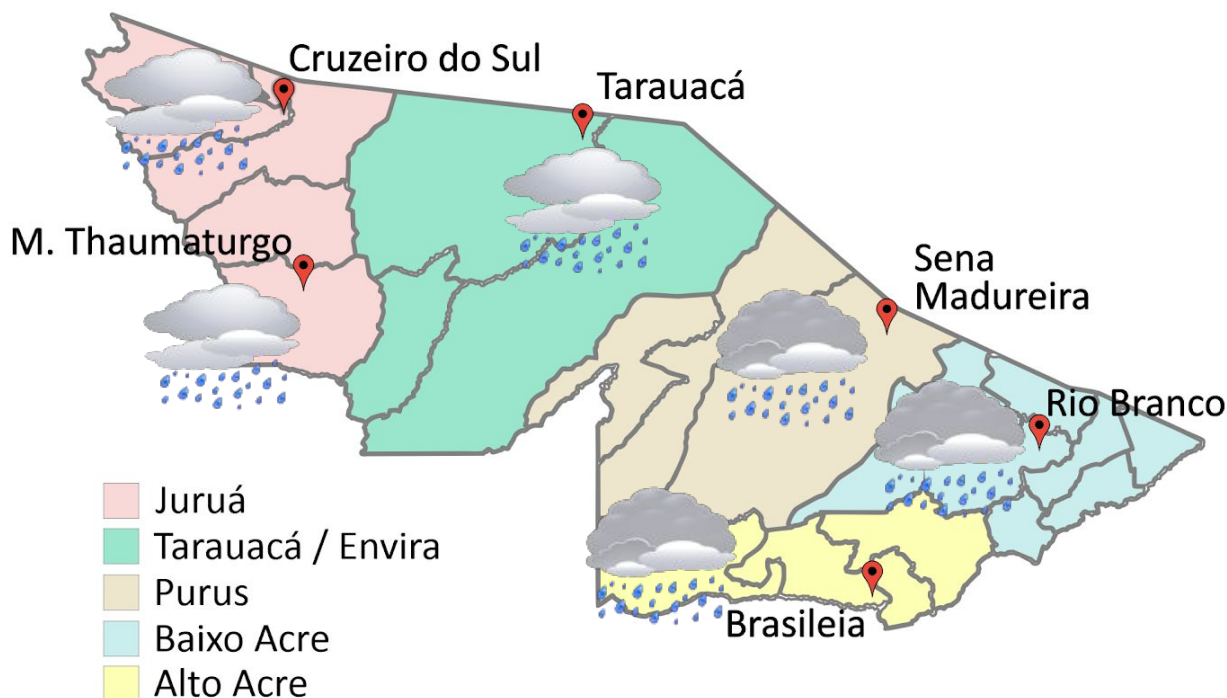 Cruzeiro do Sul
Tarauacá
M. Thaumaturgo
Sena
Madureira
Rio Branco
Brasileia
Juruá
Tarauacá / Envira
Purus
Baixo Acre
Alto Acre